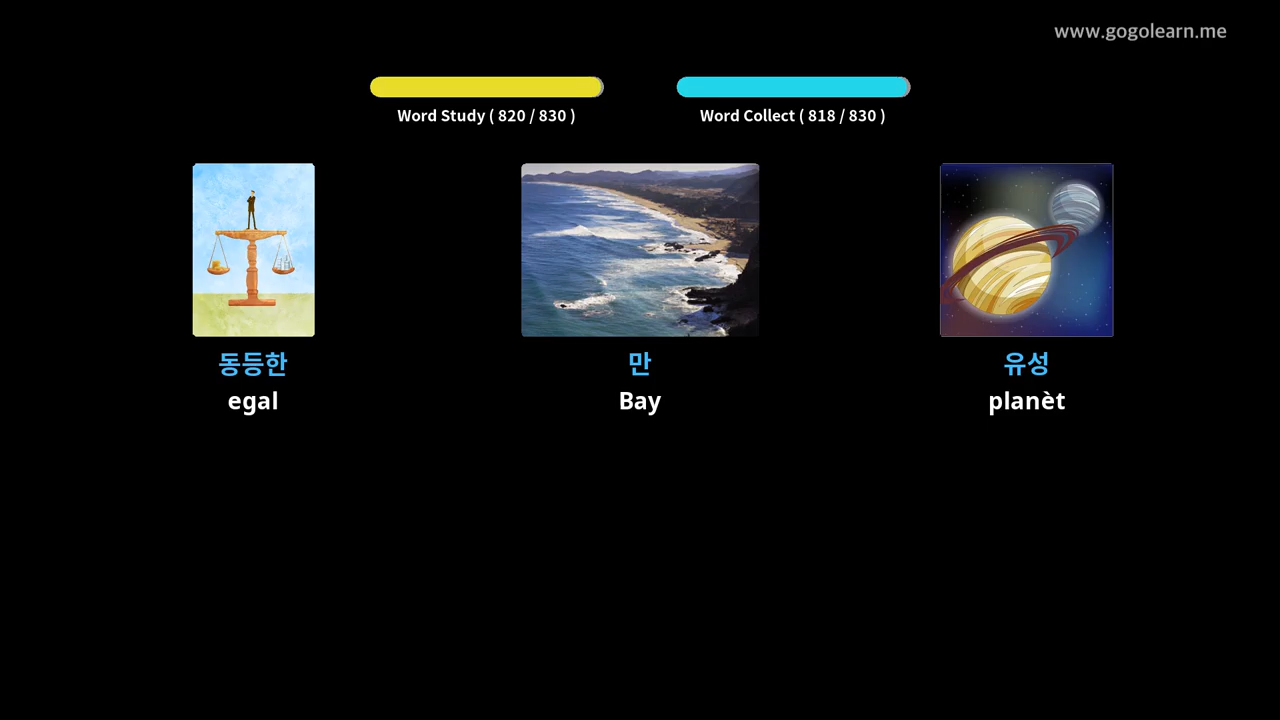 www.gogolearn.me
Word Study ( 820 / 830 )
Word Collect ( 818 / 830 )
동등한
egal
만
Bay
유성
planèt